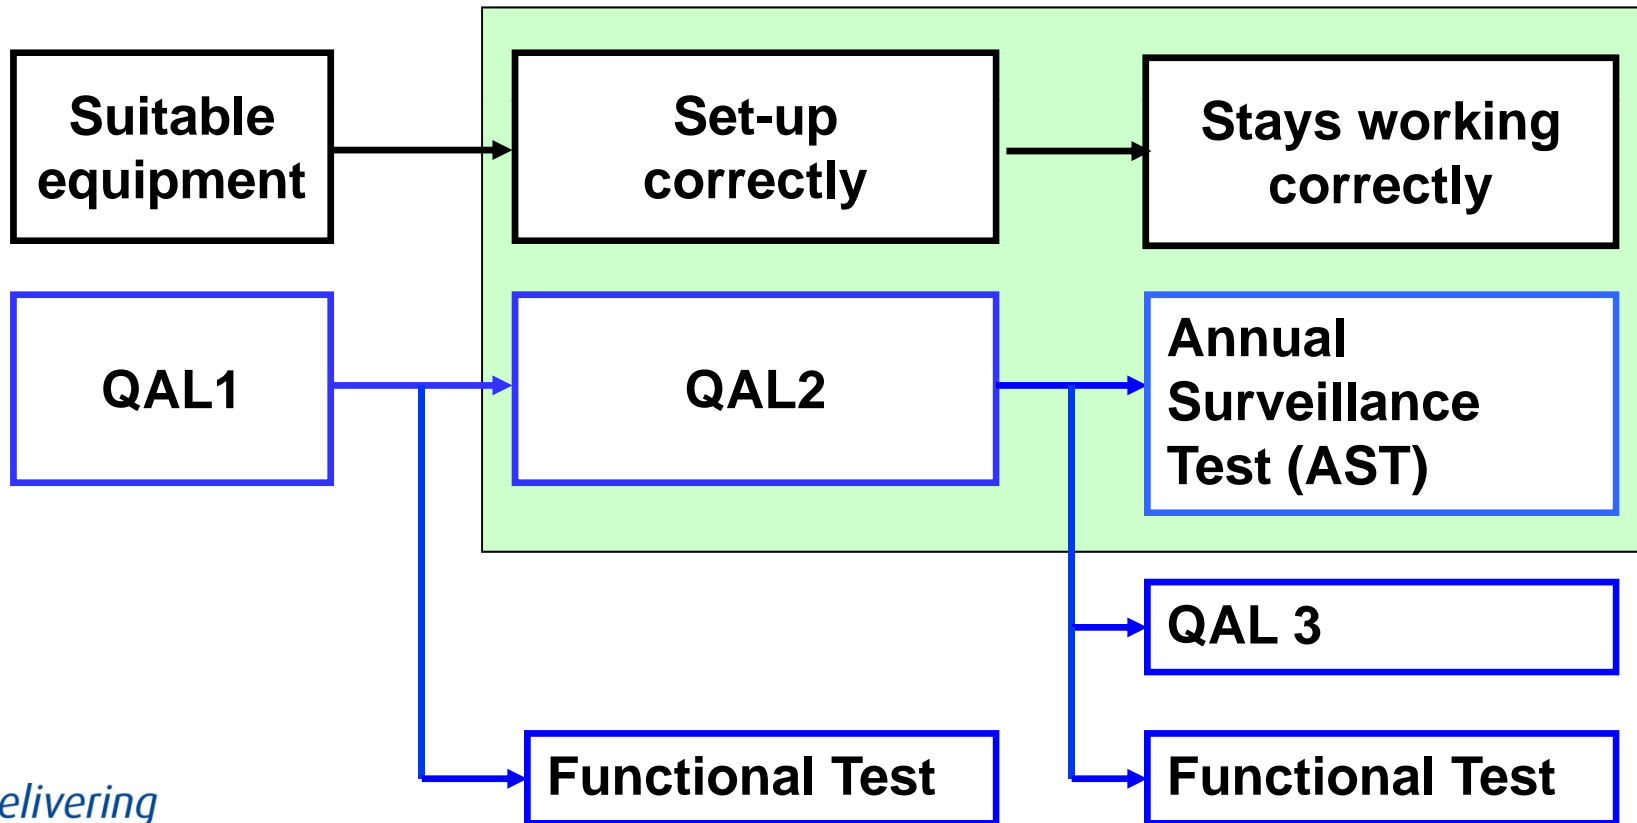 Suitable
equipment
Set-up
correctly
Stays working
correctly
QAL1
QAL2
Annual
Surveillance
Test (AST)
QAL 3
Functional Test
Functional Test
elivering